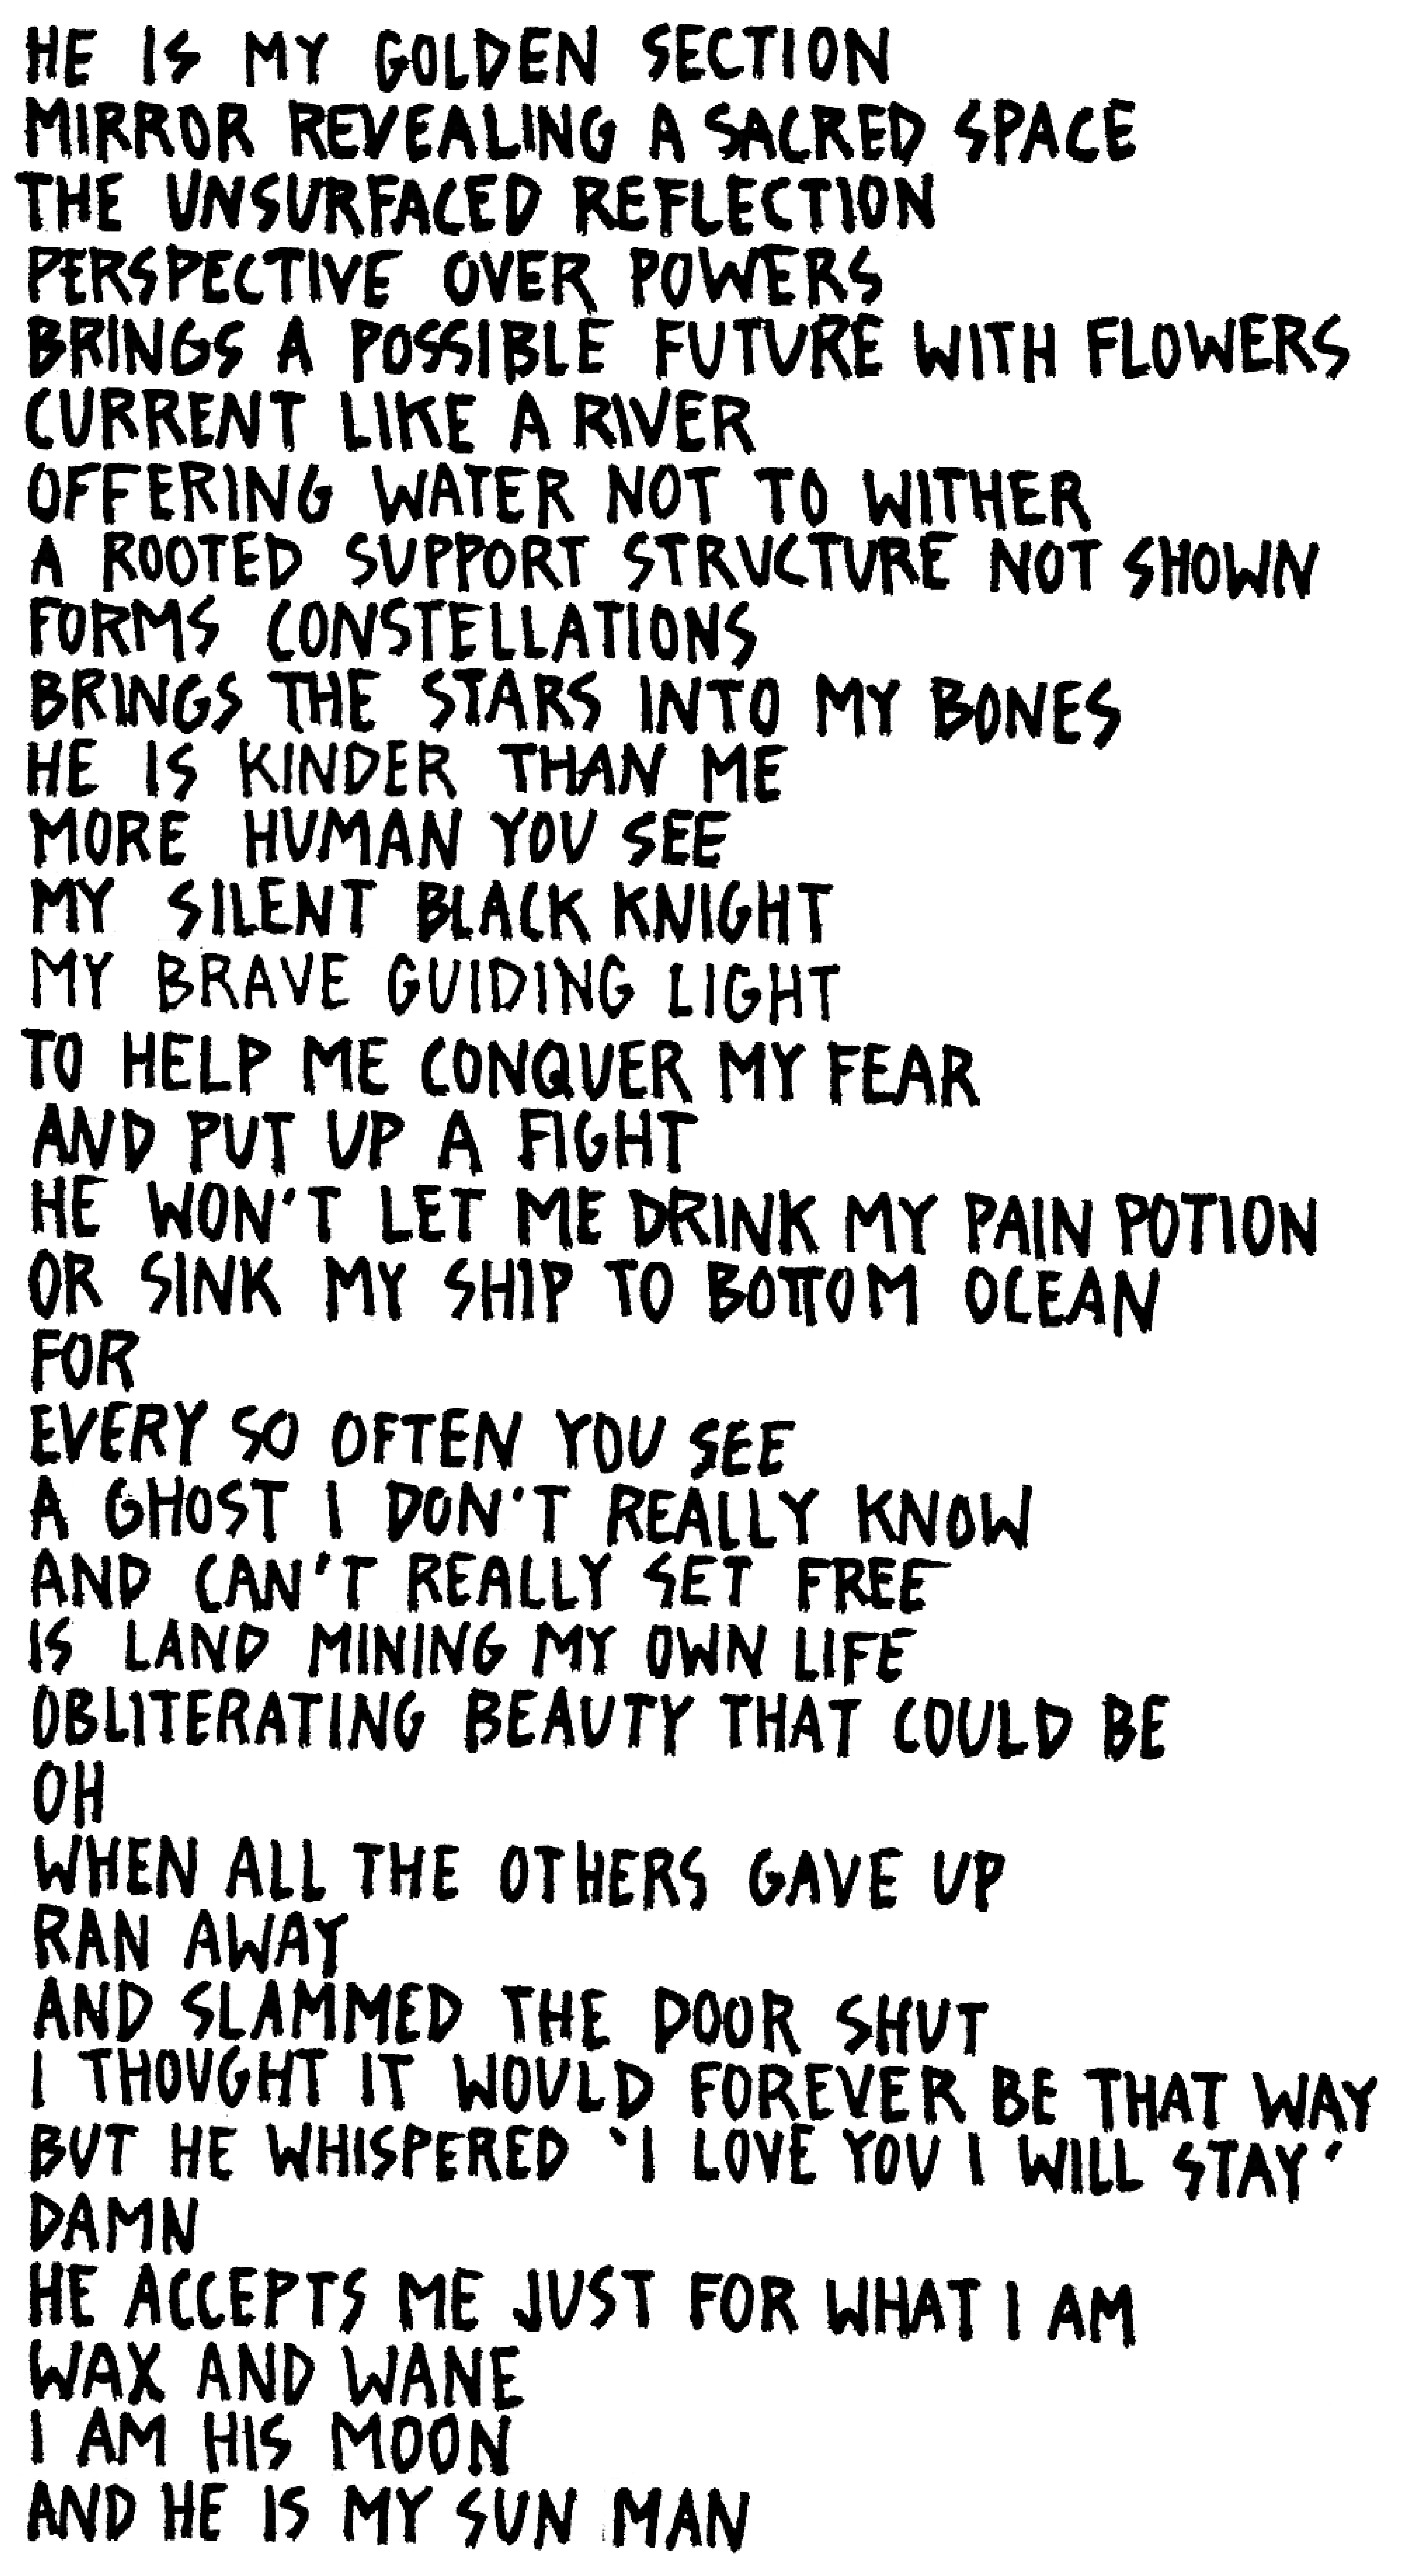 HE IS MY GOLDEN SECTION
MIRROR REVEALING A SACRED SPACE
THE UNSURFACED REFLECTION
PERSPECTIVE OVER POWERS
BRINGS A POSSIBLE FUTURE WITH FLOWERS
CURRENT LIKE A RIVER
OFFERING WATER NOT TO WITHER
A ROOTED SUPPORT STRUCTURE NOT SHOWN
FORMS CONSTELLATIONS
BRINGS THE STARS INTO MY BONES
HE IS KINDER THAN ME
MORE HUMAN YOU SEE
MY SILENT BLACK KNIGHT
MY BRAVE GUIDING LIGHT
TO HELP ME CONQUER MY FEAR
AND PUT UP A FIGHT
HE WON'T LET ME DRINK MY PAIN POTION
OR SINK MY SHIP TO BOTTOM OCEAN
FOR
EVERY SO OFTEN YOU SEE
A GHOST I DON'T REALLY KNOW
AND CAN'T REALLY SET FREE
IS LAND MINING MY OWN LIFE
OBLITERATING BEAUTY THAT COULD BE
OH
WHEN ALL THE OTHERS GAVE UP
RAN AWAY
AND SLAMMED THE DOOR SHUT
I THOUGHT IT WOULD FOREVER BE THAT WAY
BUT HE WHISPERED 'I LOVE YOU I WILL STAY'
DAMN
HE ACCEPTS ME JUST FOR WHAT I AM
WAX AND WANE
I AM HIS MOON
AND HE IS MY SUN MAN